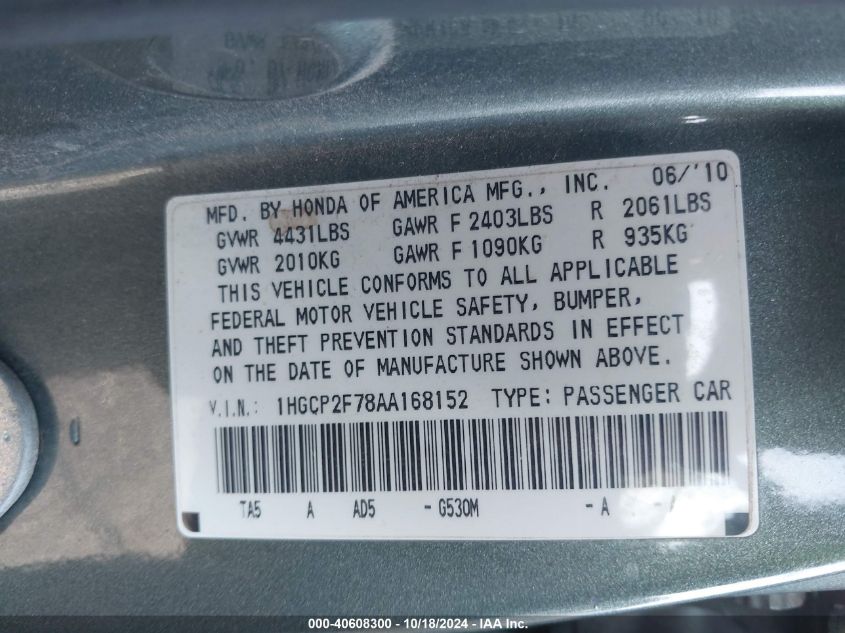 MFD. BY HONDA OF AMERICA MFG., INC. 06/'10
GVWR 4431LBS GAWR F 2403LBS R 2061LBS
GVWR 2010KG GAWR F 1090KG R 935KG
THIS VEHICLE CONFORMS TO ALL APPLICABLE
FEDERAL MOTOR VEHICLE SAFETY, BUMPER,
AND THEFT PREVENTION STANDARDS IN EFFECT
ON THE DATE OF MANUFACTURE SHOWN ABOVE.
V.I.N.: 1HGCP2F78AA168152 TYPE: PASSENGER CAR
TA5 A AD5 - G530M - A - A
000-40608300 - 10/18/2024 - IAA Inc.